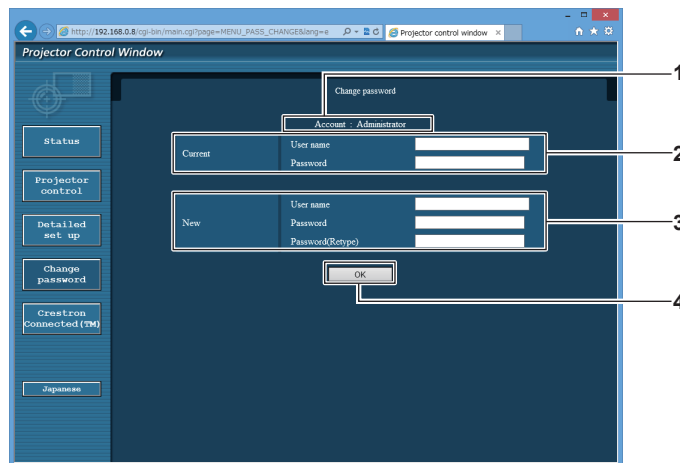 http://192.168.0.8/cgi-bin/main.cgi?page=MENU_PASS_CHANGE&lang=e
Projector control window
Projector Control Window
1
Change password
Account : Administrator
Status
Current
User name
Password
2
Projector
control
New
User name
Password
Password(Retype)
3
Detailed
set up
Change
password
OK
4
Crestron
Connected(TM)
Japanese